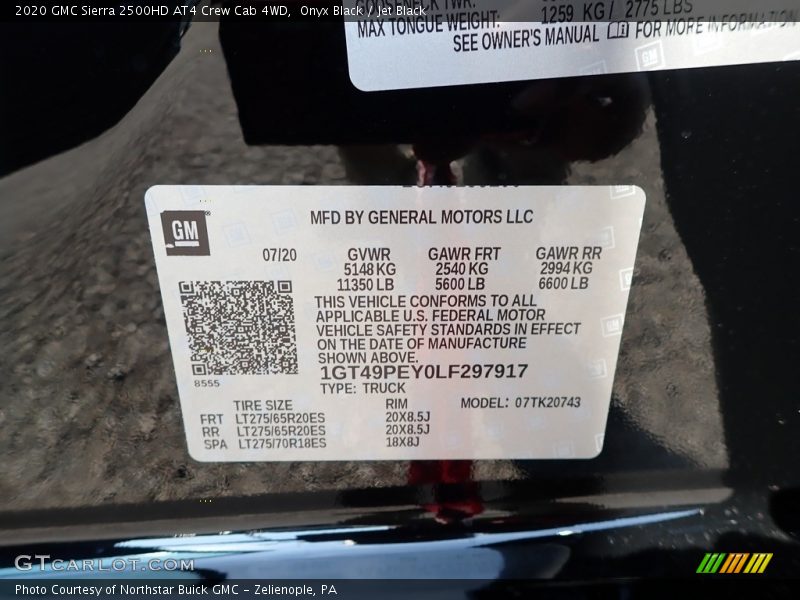 2020 GMC Sierra 2500HD AT4 Crew Cab 4WD, Onyx Black / Jet Black
GOOSENECK TWR:
MAX TONGUE WEIGHT: 1259 KG / 2775 LBS
SEE OWNER'S MANUAL FOR MORE INFORMATION
GM
MFD BY GENERAL MOTORS LLC
07/20 GVWR GAWR FRT GAWR RR
5148 KG 2540 KG 2994 KG
11350 LB 5600 LB 6600 LB
THIS VEHICLE CONFORMS TO ALL
APPLICABLE U.S. FEDERAL MOTOR
VEHICLE SAFETY STANDARDS IN EFFECT
ON THE DATE OF MANUFACTURE
SHOWN ABOVE.
8555
1GT49PEY0LF297917
TYPE: TRUCK
TIRE SIZE RIM MODEL: 07TK20743
FRT LT275/65R20ES 20X8.5J
RR LT275/65R20ES 20X8.5J
SPA LT275/70R18ES 18X8J
GTCARLOT.COM
Photo Courtesy of Northstar Buick GMC - Zelienople, PA